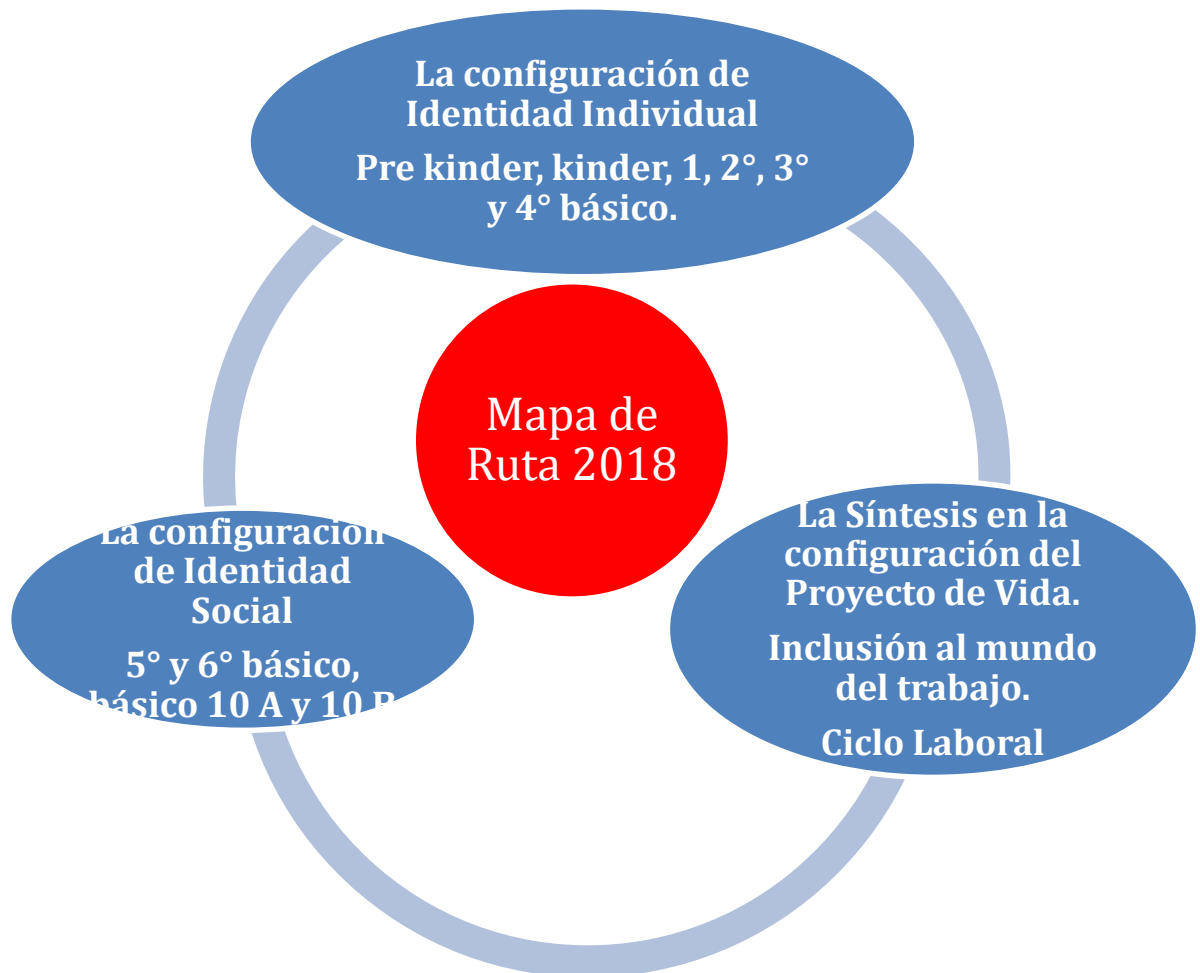 La configuración de
Identidad Individual
Pre kinder, kinder, 1, 2°, 3°
y 4° básico.
Mapa de
Ruta 2018
La configuración
de Identidad
Social
5° y 6° básico,
básico 10 A y 10 B
La Síntesis en la
configuración del
Proyecto de Vida.
Inclusión al mundo
del trabajo.
Ciclo Laboral